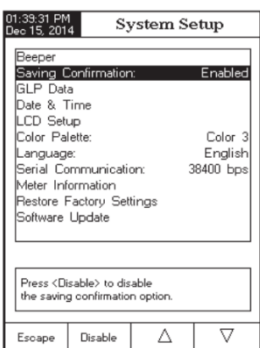 01:39:31 PM
Dec 15, 2014
System Setup
Beeper
Saving Confirmation: Enabled
GLP Data
Date & Time
LCD Setup
Color Palette: Color 3
Language: English
Serial Communication: 38400 bps
Meter Information
Restore Factory Settings
Software Update
Press <Disable> to disable
the saving confirmation option.
Escape Disable △ ▽